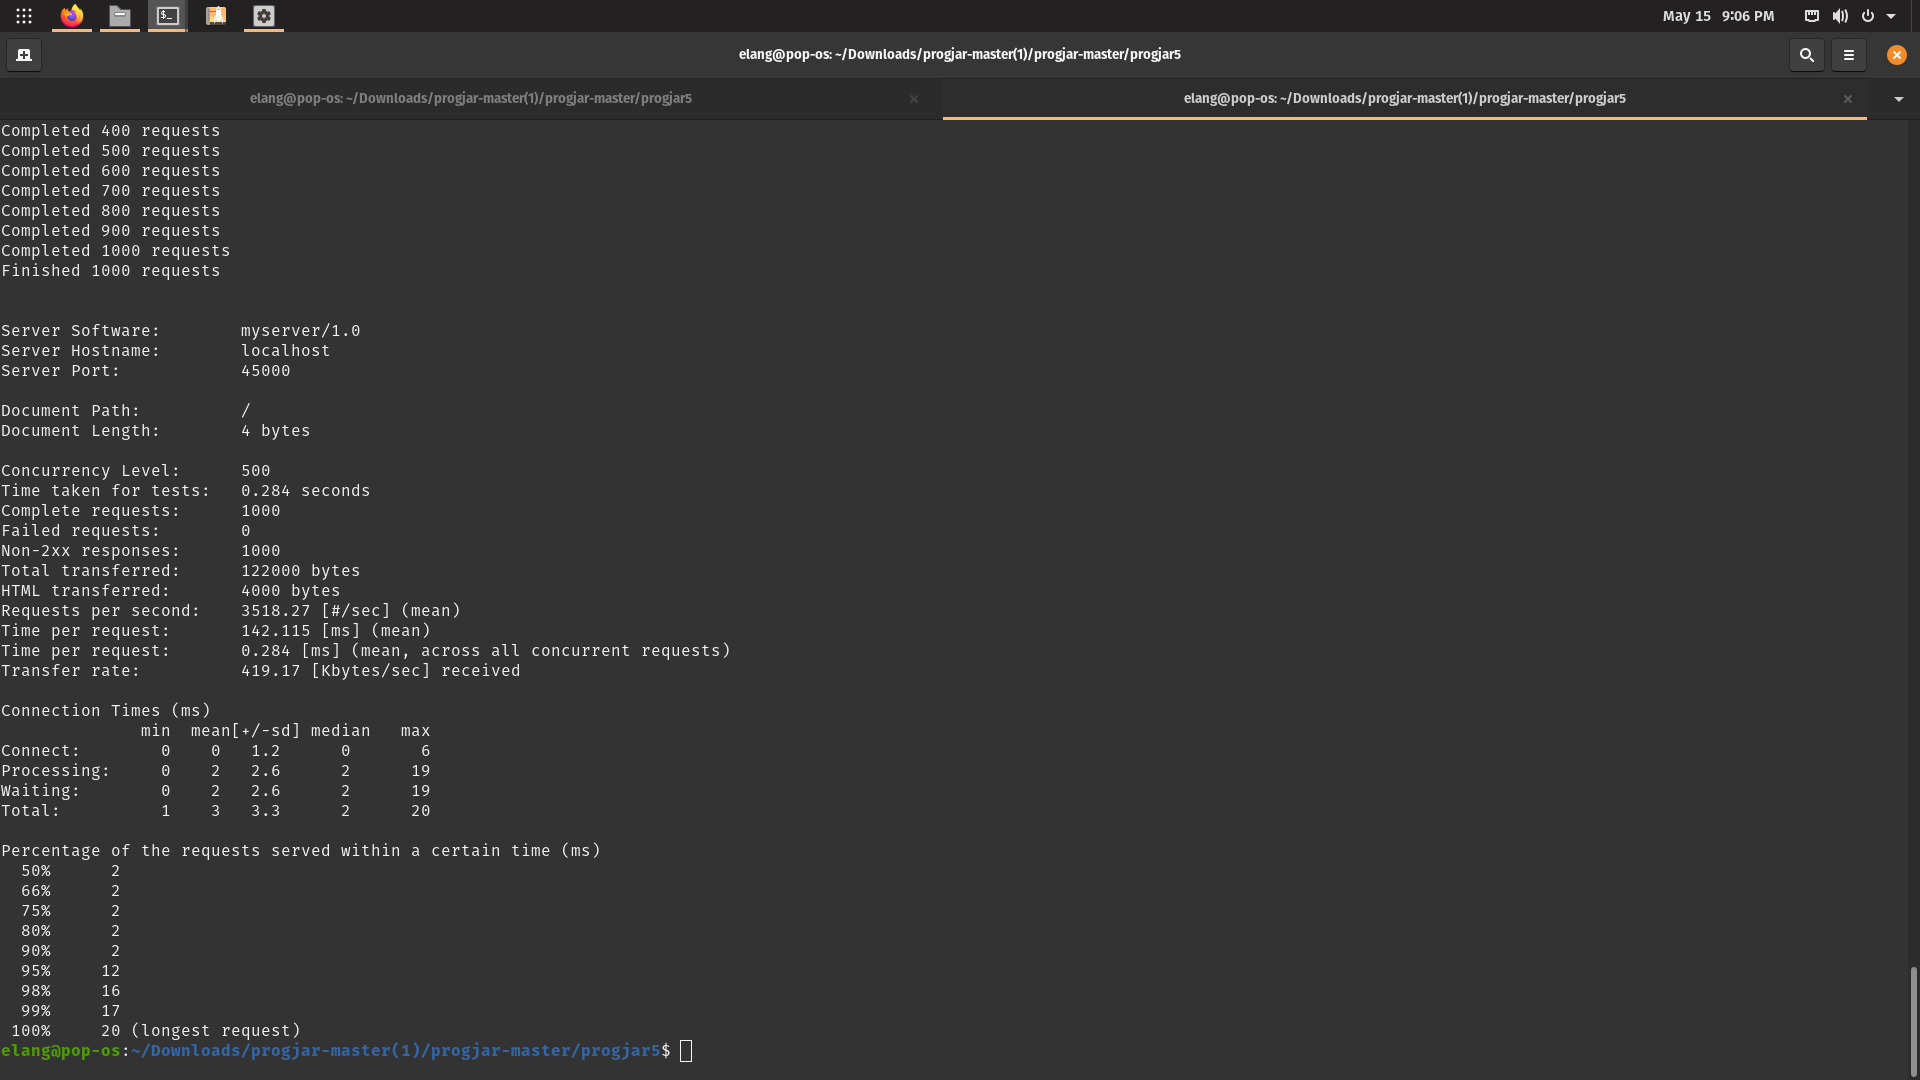 May 15 9:06 PM
elang@pop-os: ~/Downloads/progjar-master(1)/progjar-master/progjar5
elang@pop-os: ~/Downloads/progjar-master(1)/progjar-master/progjar5
elang@pop-os: ~/Downloads/progjar-master(1)/progjar-master/progjar5
Completed 400 requests
Completed 500 requests
Completed 600 requests
Completed 700 requests
Completed 800 requests
Completed 900 requests
Completed 1000 requests
Finished 1000 requests
Server Software:        myserver/1.0
Server Hostname:        localhost
Server Port:            45000
Document Path:          /
Document Length:        4 bytes
Concurrency Level:      500
Time taken for tests:   0.284 seconds
Complete requests:      1000
Failed requests:        0
Non-2xx responses:      1000
Total transferred:      122000 bytes
HTML transferred:       4000 bytes
Requests per second:    3518.27 [#/sec] (mean)
Time per request:       142.115 [ms] (mean)
Time per request:       0.284 [ms] (mean, across all concurrent requests)
Transfer rate:          419.17 [Kbytes/sec] received
Connection Times (ms)
              min  mean[+/-sd] median   max
Connect:        0    0   1.2      0       6
Processing:     0    2   2.6      2      19
Waiting:        0    2   2.6      2      19
Total:          1    3   3.3      2      20
Percentage of the requests served within a certain time (ms)
  50%      2
  66%      2
  75%      2
  80%      2
  90%      2
  95%     12
  98%     16
  99%     17
 100%     20 (longest request)
elang@pop-os:~/Downloads/progjar-master(1)/progjar-master/progjar5$